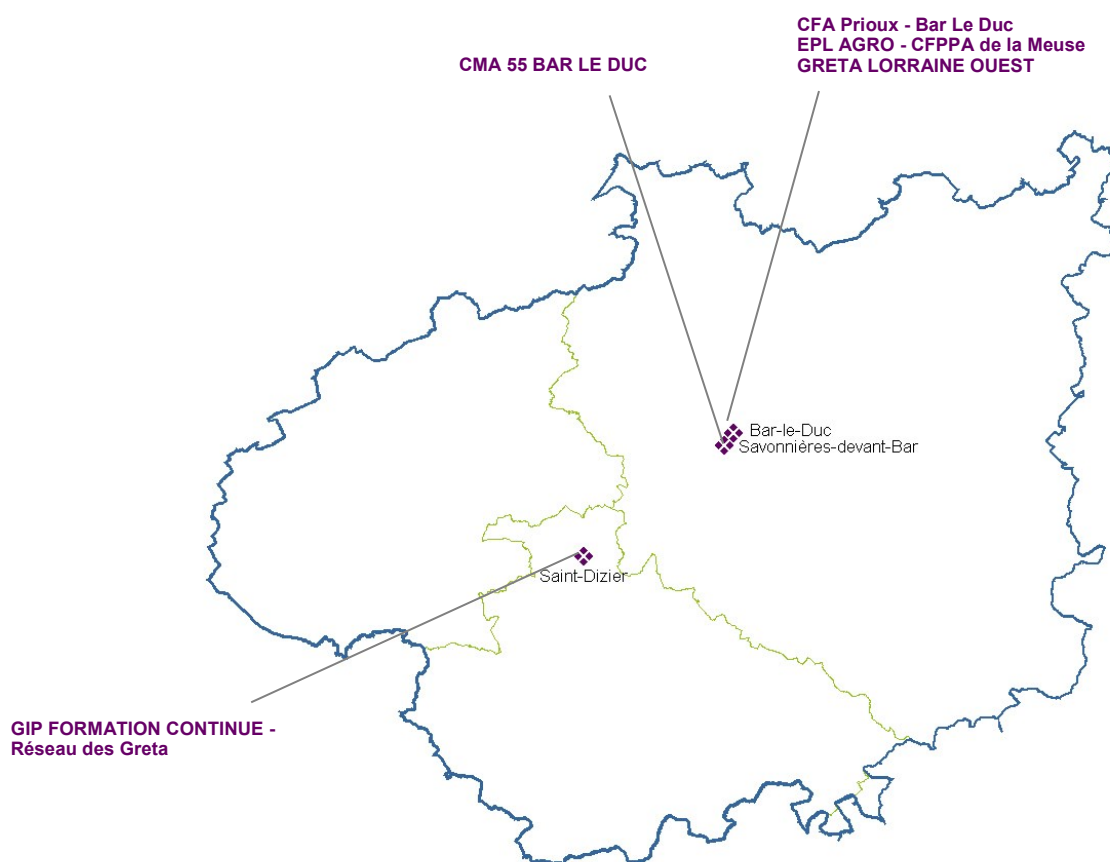 CFA Prioux - Bar Le Duc
EPL AGRO - CFPPA de la Meuse
GRETA LORRAINE OUEST
CMA 55 BAR LE DUC
Bar-le-Duc
Savonnières-devant-Bar
Saint-Dizier
GIP FORMATION CONTINUE -
Réseau des Greta